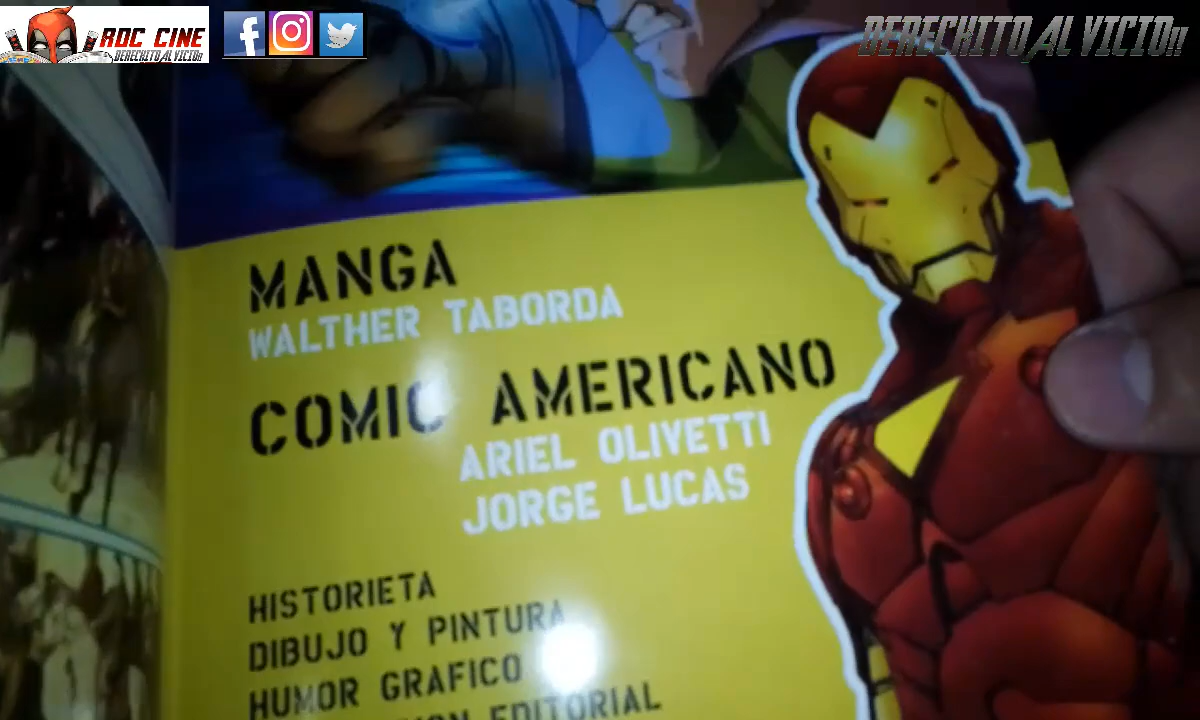 RDC CINE
DERECHITO AL VICIO!!
DERECHITO AL VICIO!!
MANGA
WALTHER TABORDA
COMIC AMERICANO
ARIEL OLIVETTI
JORGE LUCAS
HISTORIETA
DIBUJO Y PINTURA
HUMOR GRAFICO
EDITORIAL